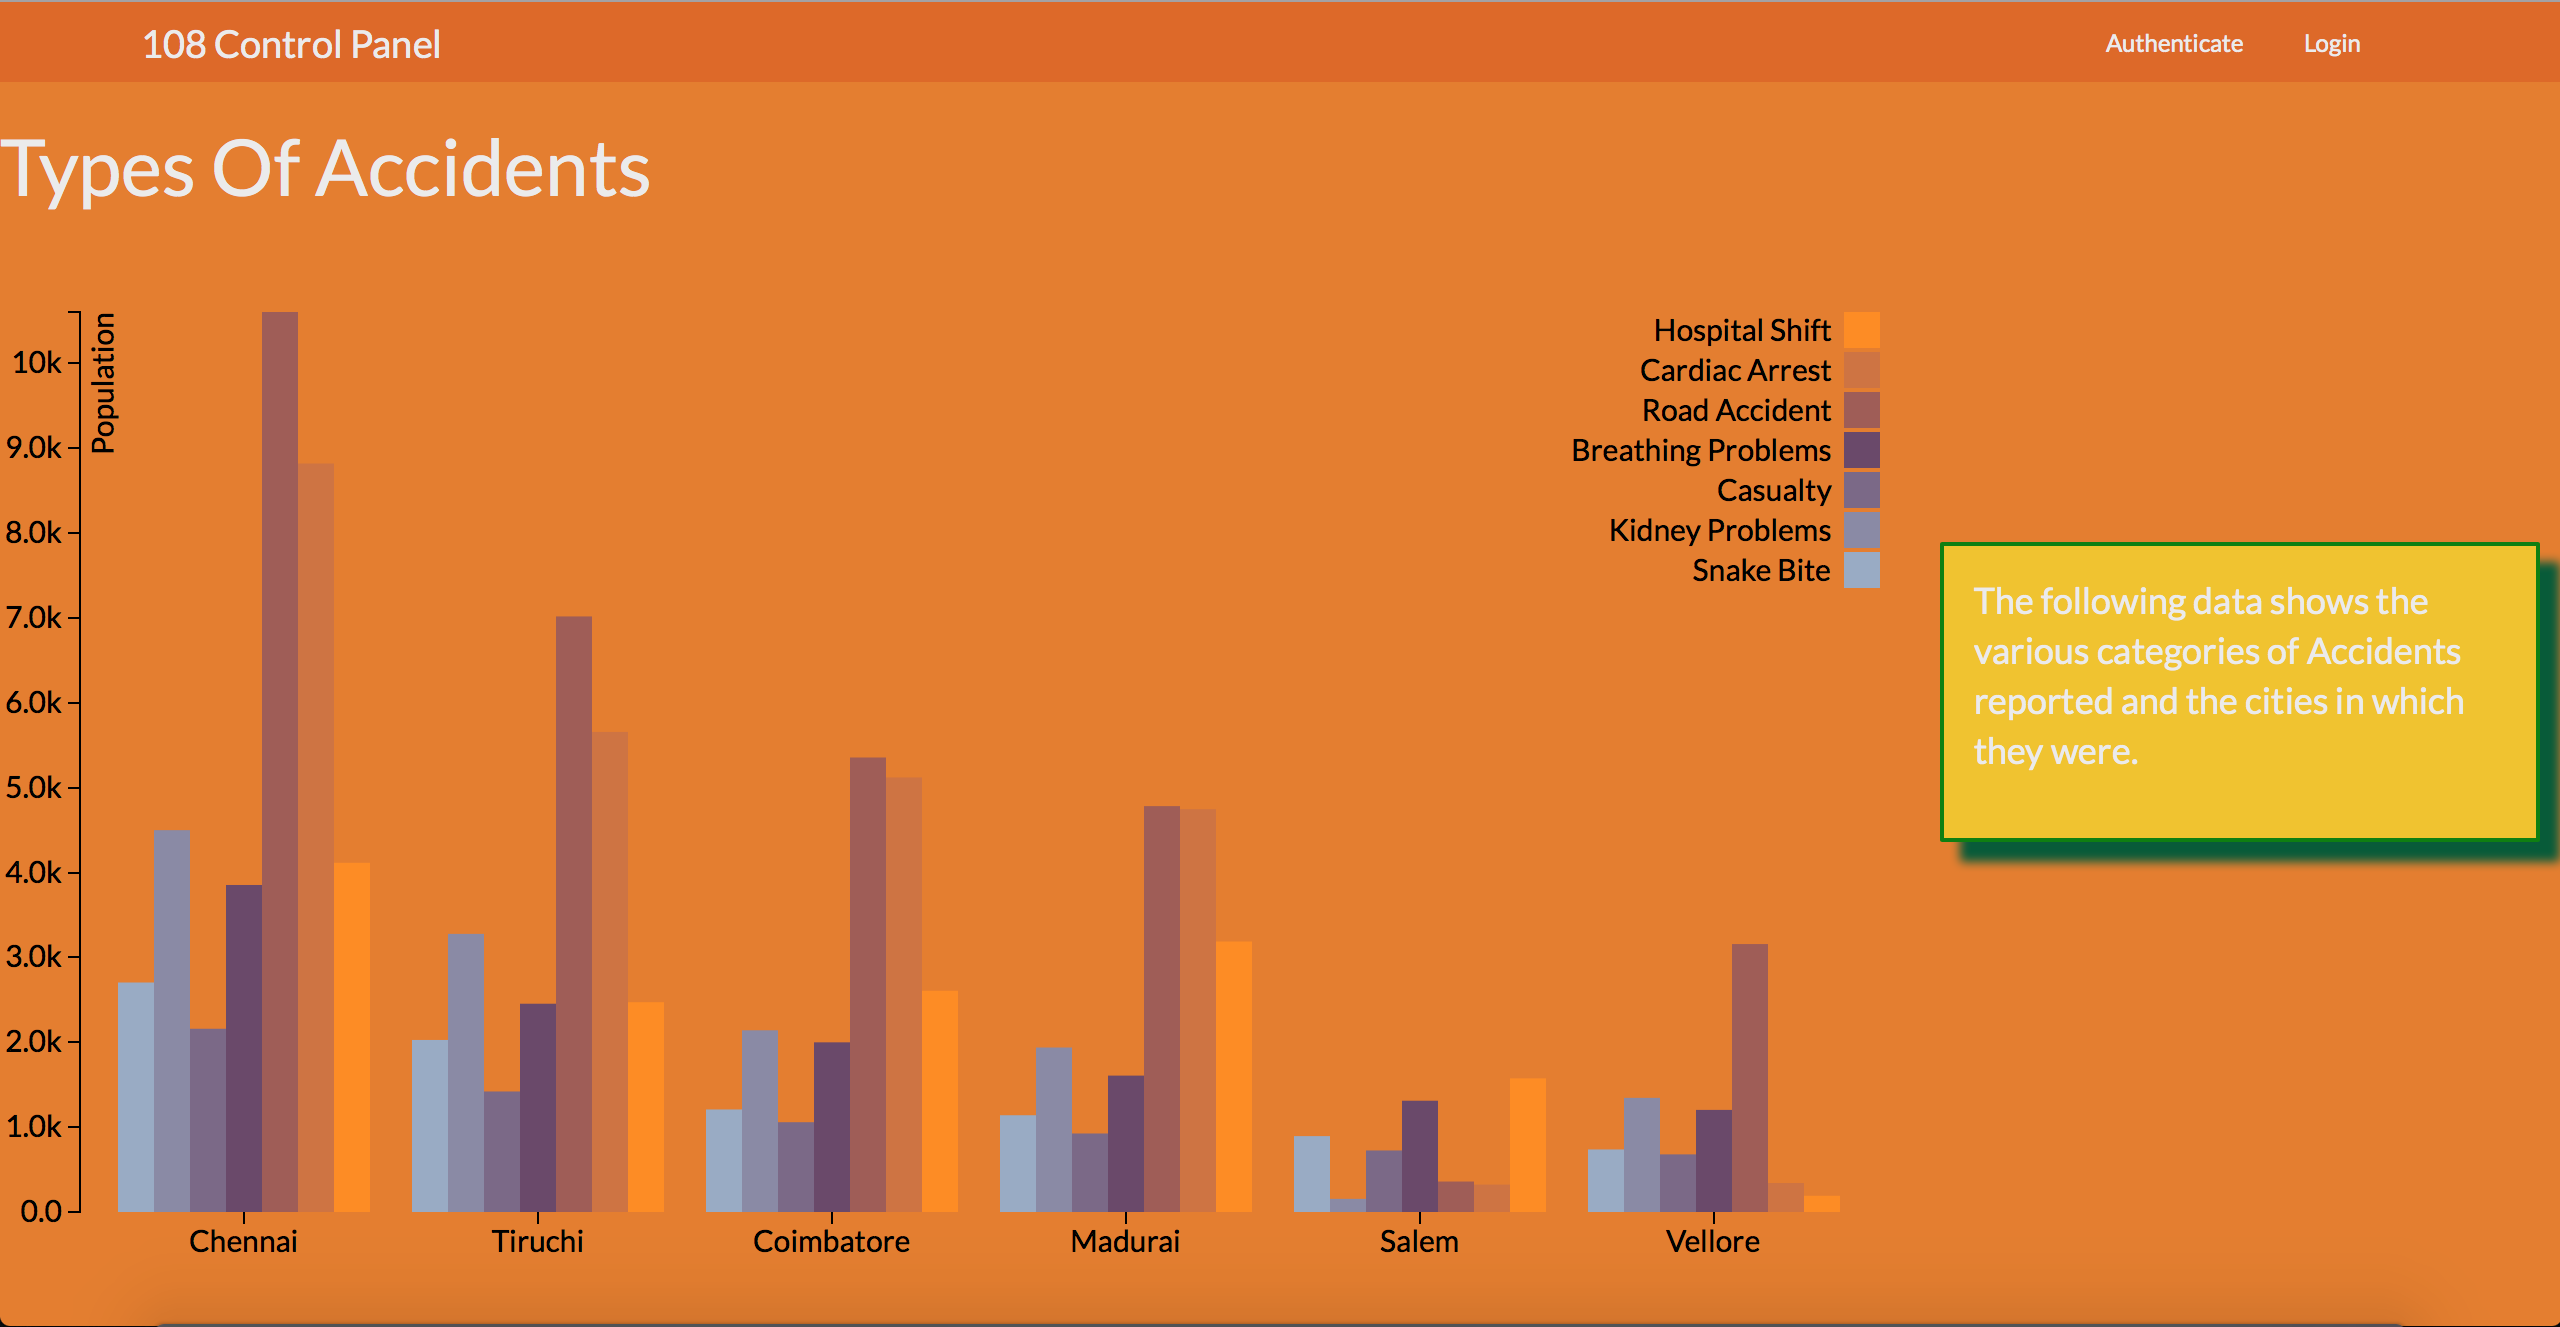 108 Control Panel
Authenticate
Login
Types Of Accidents
Population
10k
9.0k
8.0k
7.0k
6.0k
5.0k
4.0k
3.0k
2.0k
1.0k
0.0
Hospital Shift
Cardiac Arrest
Road Accident
Breathing Problems
Casualty
Kidney Problems
Snake Bite
The following data shows the
various categories of Accidents
reported and the cities in which
they were.
Chennai
Tiruchi
Coimbatore
Madurai
Salem
Vellore